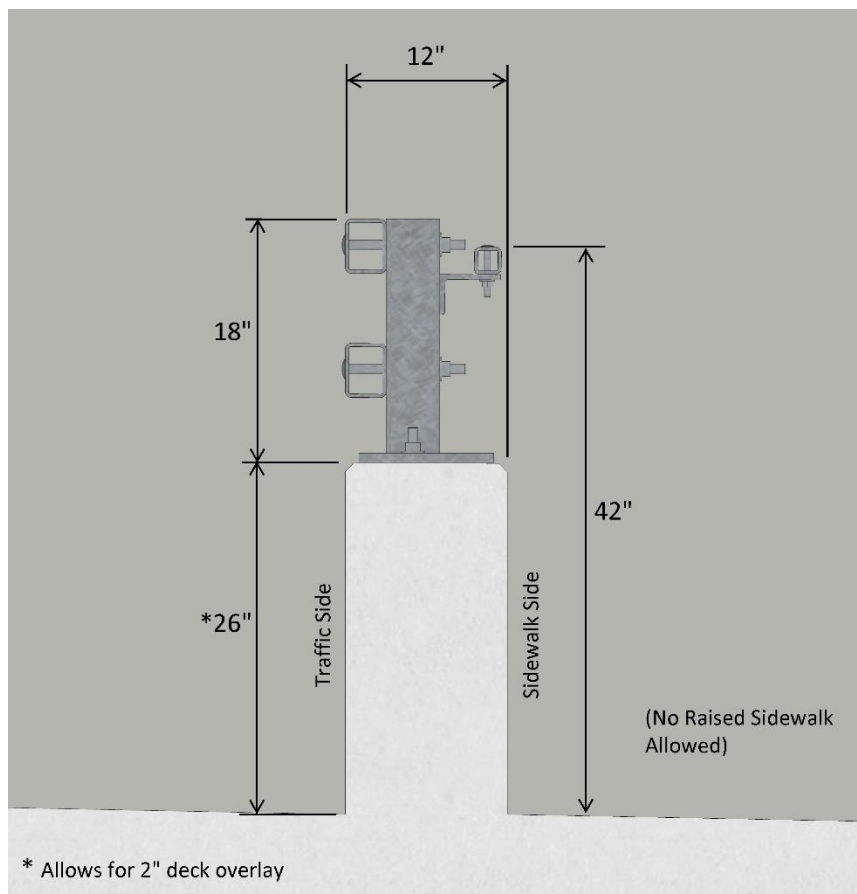 12"
18"
42"
*26"
Traffic Side
Sidewalk Side
(No Raised Sidewalk
Allowed)
* Allows for 2" deck overlay